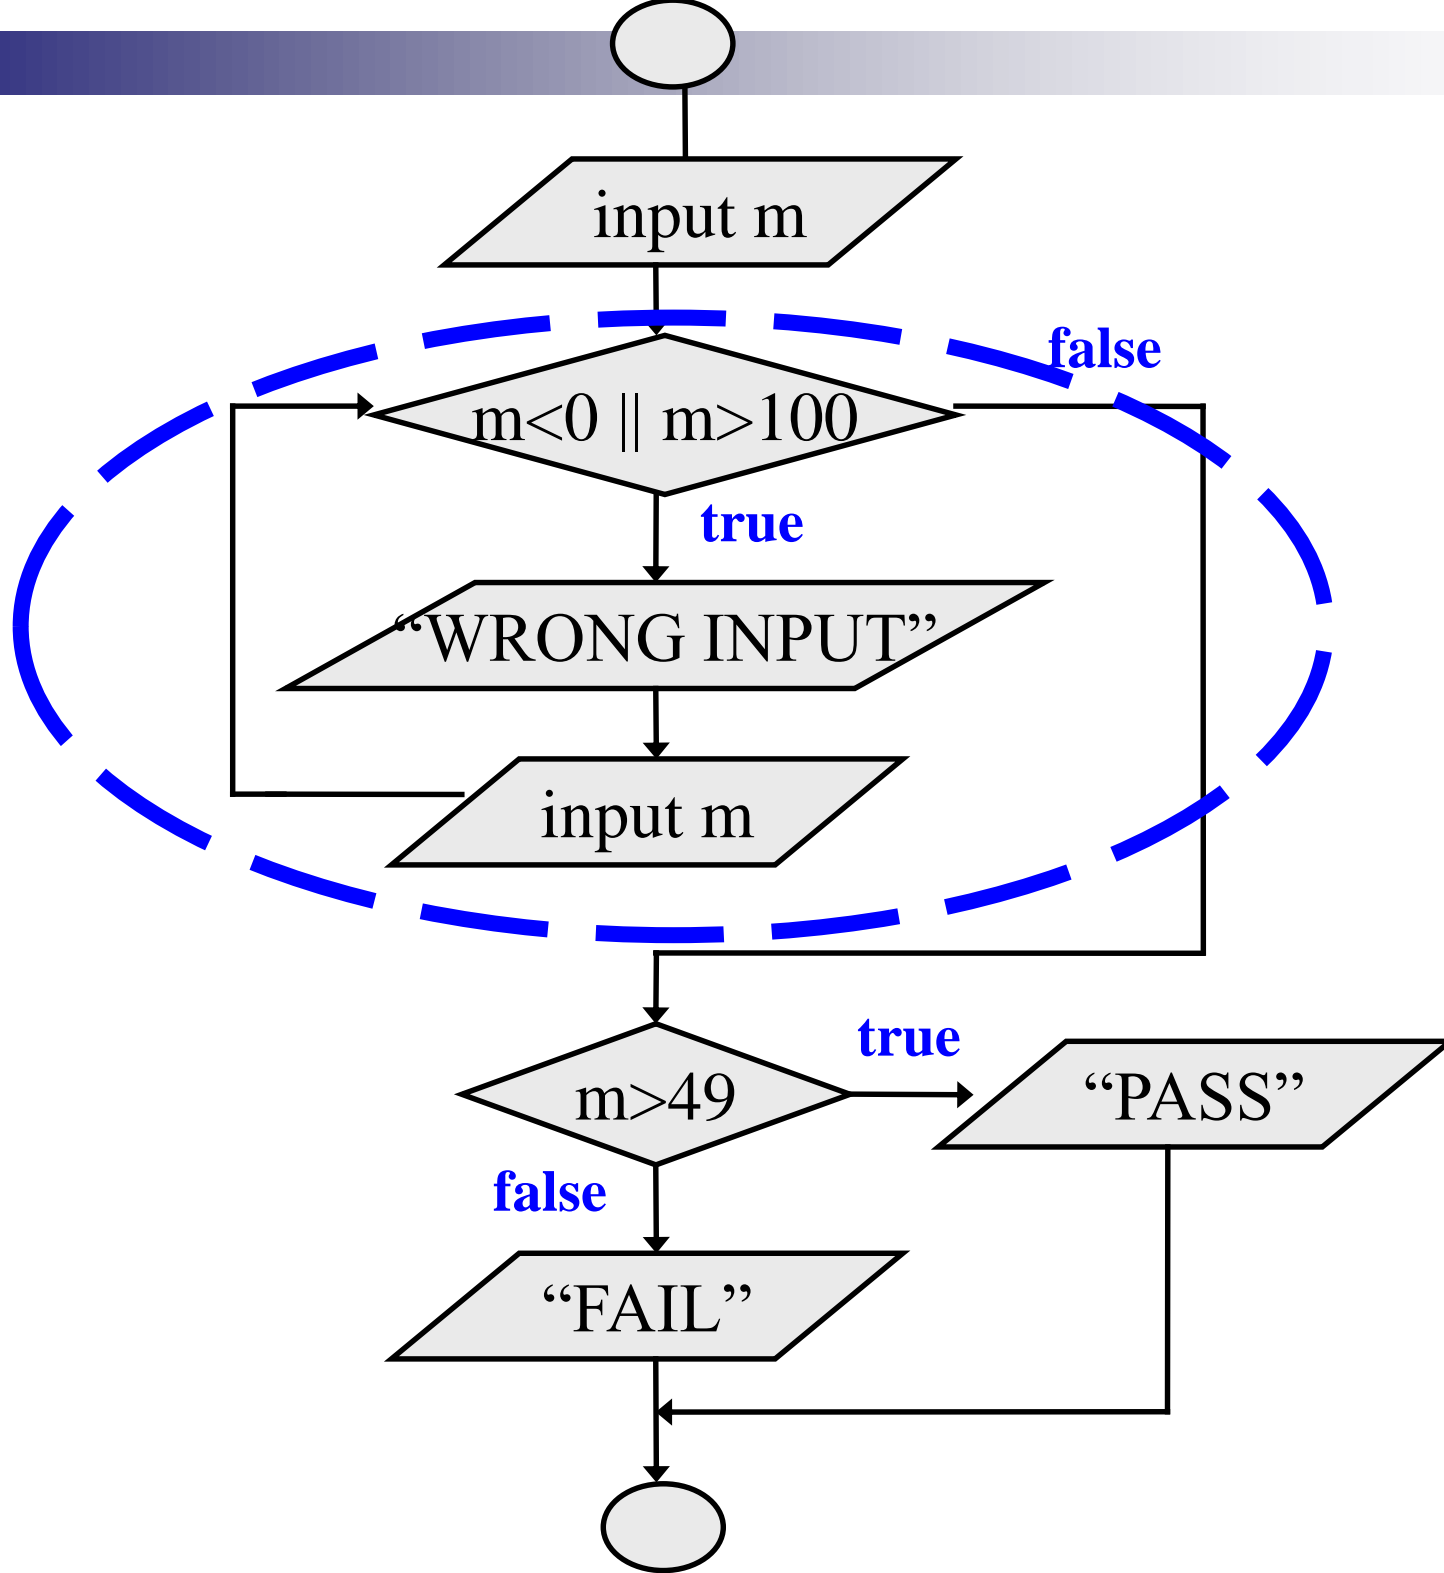 input m
false
m<0 || m>100
true
“WRONG INPUT”
input m
true
m>49
“PASS”
false
“FAIL”